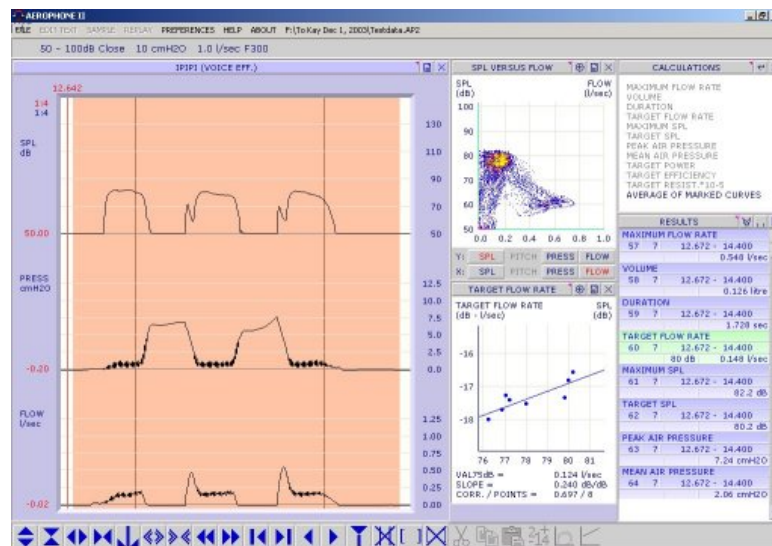 AEROPHONE II
FILE EDIT TEXT SAMPLE REPLAY PREFERENCES HELP ABOUT F:\To Kay Dec 1, 2003\Testdata.AP2
50 - 100dB Close 10 cmH2O 1.0 l/sec F300
IPIPI (VOICE EFF.)
12.642
1:4
1:4
SPL
dB
130
110
90
70
50.00
50
PRESS
cmH2O
12.5
10.0
7.5
5.0
2.5
-0.20
0.0
FLOW
l/sec
1.25
1.00
0.75
0.50
0.25
-0.02
0.00
SPL VERSUS FLOW
SPL
(dB)
FLOW
(l/sec)
100
90
80
70
60
50
0.0 0.2 0.4 0.6 0.8 1.0
Y: SPL PITCH PRESS FLOW
X: SPL PITCH PRESS FLOW
TARGET FLOW RATE
TARGET FLOW RATE
(dB - l/sec)
SPL
(dB)
-16
-17
-18
76 77 78 79 80 81
VAL75dB = 0.124 l/sec
SLOPE = 0.240 dB/dB
CORR. / POINTS = 0.697 / 8
CALCULATIONS
MAXIMUM FLOW RATE
VOLUME
DURATION
TARGET FLOW RATE
MAXIMUM SPL
TARGET SPL
PEAK AIR PRESSURE
MEAN AIR PRESSURE
TARGET POWER
TARGET EFFICIENCY
TARGET RESIST.*10-5
AVERAGE OF MARKED CURVES
RESULTS
MAXIMUM FLOW RATE
57 7 12.672 - 14.400
0.548 l/sec
VOLUME
58 7 12.672 - 14.400
0.126 litre
DURATION
59 7 12.672 - 14.400
1.728 sec
TARGET FLOW RATE
60 7 12.672 - 14.400
80 dB 0.148 l/sec
MAXIMUM SPL
61 7 12.672 - 14.400
82.2 dB
TARGET SPL
62 7 12.672 - 14.400
80.2 dB
PEAK AIR PRESSURE
63 7 12.672 - 14.400
7.24 cmH2O
MEAN AIR PRESSURE
64 7 12.672 - 14.400
2.06 cmH2O